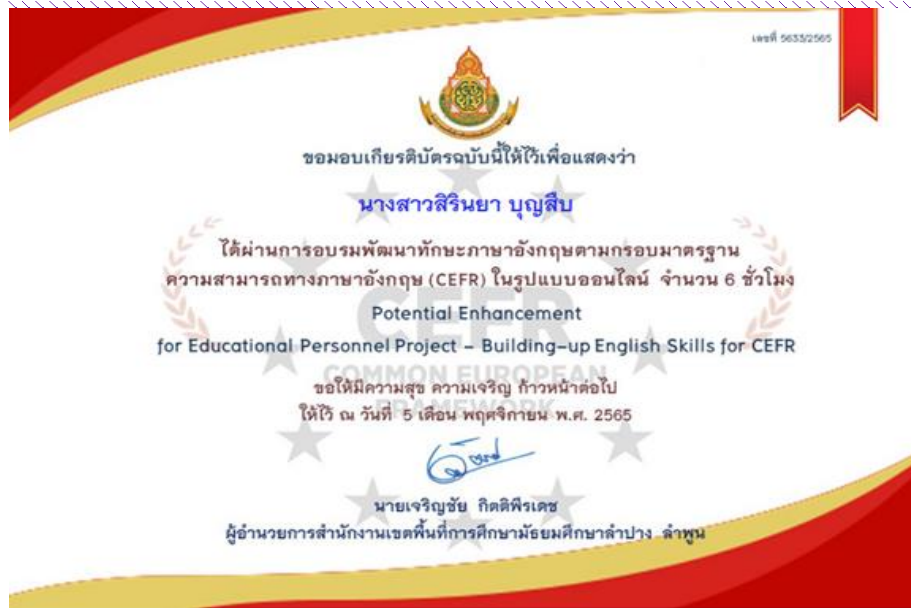 เลขที่ 5633/2565
ขอมอบเกียรติบัตรฉบับนี้ให้ไว้เพื่อแสดงว่า
นางสาวสิรินยา บุญสืบ
ได้ผ่านการอบรมพัฒนาทักษะภาษาอังกฤษตามกรอบมาตรฐาน
ความสามารถทางภาษาอังกฤษ (CEFR) ในรูปแบบออนไลน์ จำนวน 6 ชั่วโมง
CEFR
Potential Enhancement
for Educational Personnel Project – Building-up English Skills for CEFR
COMMON EUROPEAN
ขอให้มีความสุข ความเจริญ ก้าวหน้าต่อไป
FRAMEWORK
ให้ไว้ ณ วันที่ 5 เดือน พฤศจิกายน พ.ศ. 2565
นายเจริญชัย กิตติพีรเดช
ผู้อำนวยการสำนักงานเขตพื้นที่การศึกษามัธยมศึกษาลำปาง ลำพูน